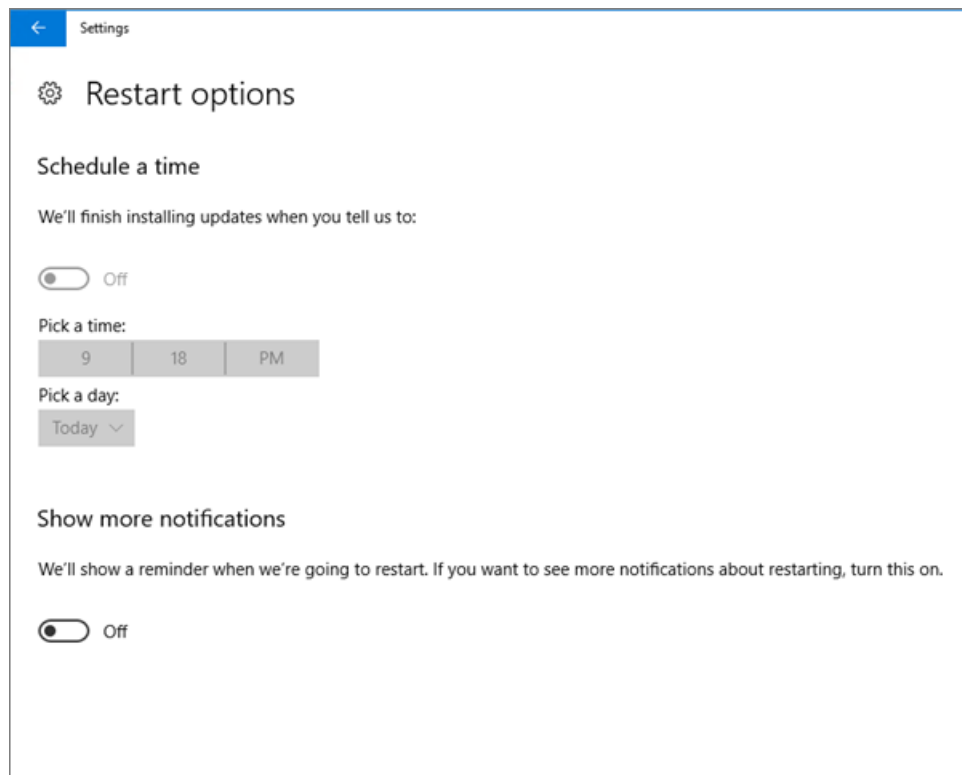 Settings
Restart options
Schedule a time
We'll finish installing updates when you tell us to:
Off
Pick a time:
9 18 PM
Pick a day:
Today
Show more notifications
We'll show a reminder when we're going to restart. If you want to see more notifications about restarting, turn this on.
Off